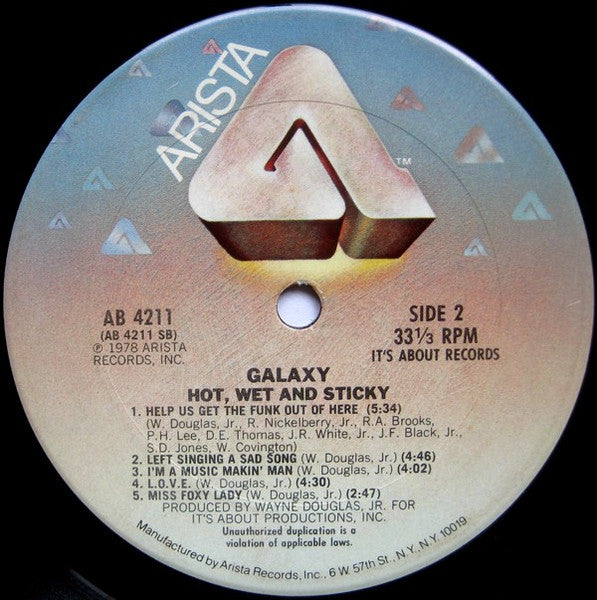 ARISTA
TM
AB 4211
(AB 4211 SB)
℗ 1978 ARISTA
RECORDS, INC.
SIDE 2
33⅓ RPM
IT'S ABOUT RECORDS
GALAXY
HOT, WET AND STICKY
1. HELP US GET THE FUNK OUT OF HERE (5:34)
(W. Douglas, Jr., R. Nickelberry, Jr., R.A. Brooks,
P.H. Lee, D.E. Thomas, J.R. White, Jr., J.F. Black, Jr.,
S.D. Jones, W. Covington)
2. LEFT SINGING A SAD SONG (W. Douglas, Jr.) (4:46)
3. I'M A MUSIC MAKIN' MAN (W. Douglas, Jr.) (4:02)
4. L.O.V.E. (W. Douglas, Jr.) (4:30)
5. MISS FOXY LADY (W. Douglas, Jr.) (2:47)
PRODUCED BY WAYNE DOUGLAS, JR. FOR
IT'S ABOUT PRODUCTIONS, INC.
Unauthorized duplication is a
violation of applicable laws.
Manufactured by Arista Records, Inc., 6 W. 57th St., N.Y. N.Y. 10019